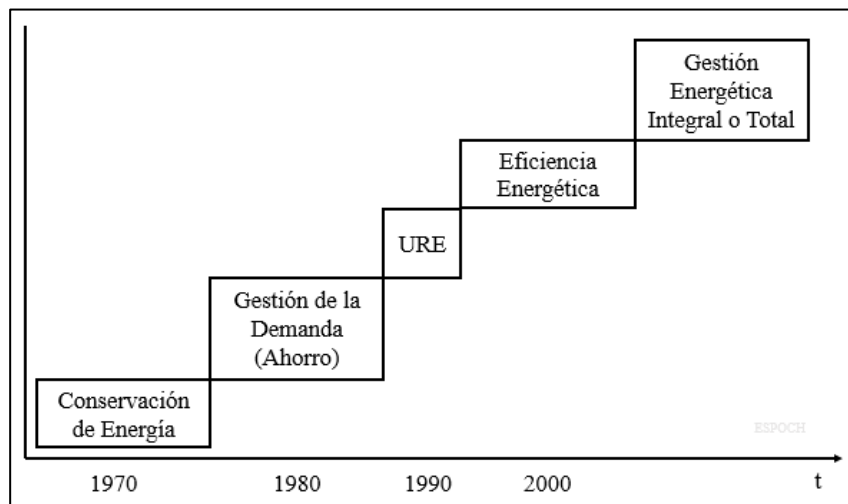 Gestión
Energética
Integral o Total
Eficiencia
Energética
URE
Gestión de la
Demanda
(Ahorro)
Conservación
de Energía
ESPOCH
1970
1980
1990
2000
t